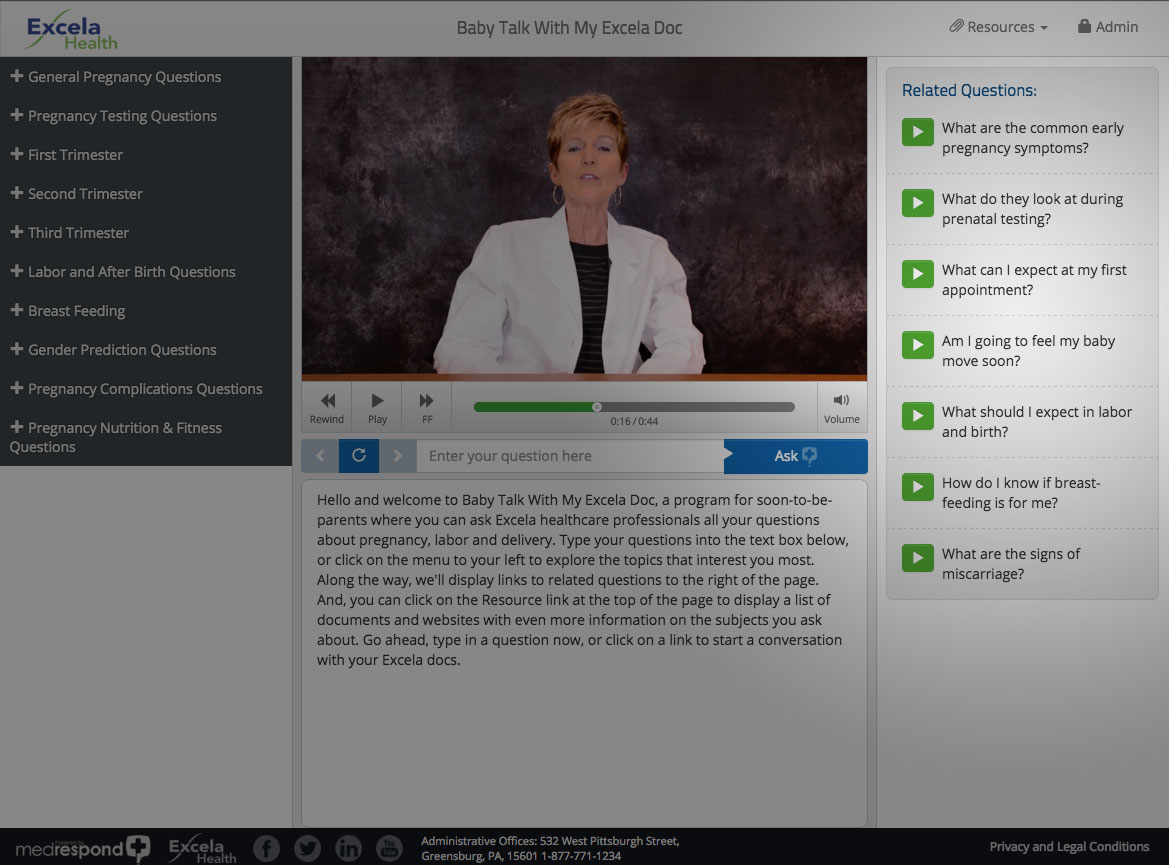 Excela
Health
Baby Talk With My Excela Doc
Resources
Admin
General Pregnancy Questions
Pregnancy Testing Questions
First Trimester
Second Trimester
Third Trimester
Labor and After Birth Questions
Breast Feeding
Gender Prediction Questions
Pregnancy Complications Questions
Pregnancy Nutrition & Fitness
Questions
Rewind
Play
FF
0:16 / 0:44
Volume
Enter your question here
Ask
Hello and welcome to Baby Talk With My Excela Doc, a program for soon-to-be-
parents where you can ask Excela healthcare professionals all your questions
about pregnancy, labor and delivery. Type your questions into the text box below,
or click on the menu to your left to explore the topics that interest you most.
Along the way, we'll display links to related questions to the right of the page.
And, you can click on the Resource link at the top of the page to display a list of
documents and websites with even more information on the subjects you ask
about. Go ahead, type in a question now, or click on a link to start a conversation
with your Excela docs.
Related Questions:
What are the common early
pregnancy symptoms?
What do they look at during
prenatal testing?
What can I expect at my first
appointment?
Am I going to feel my baby
move soon?
What should I expect in labor
and birth?
How do I know if breast-
feeding is for me?
What are the signs of
miscarriage?
medrespond
Excela
Health
You
Tube
Administrative Offices: 532 West Pittsburgh Street,
Greensburg, PA, 15601 1-877-771-1234
Privacy and Legal Conditions